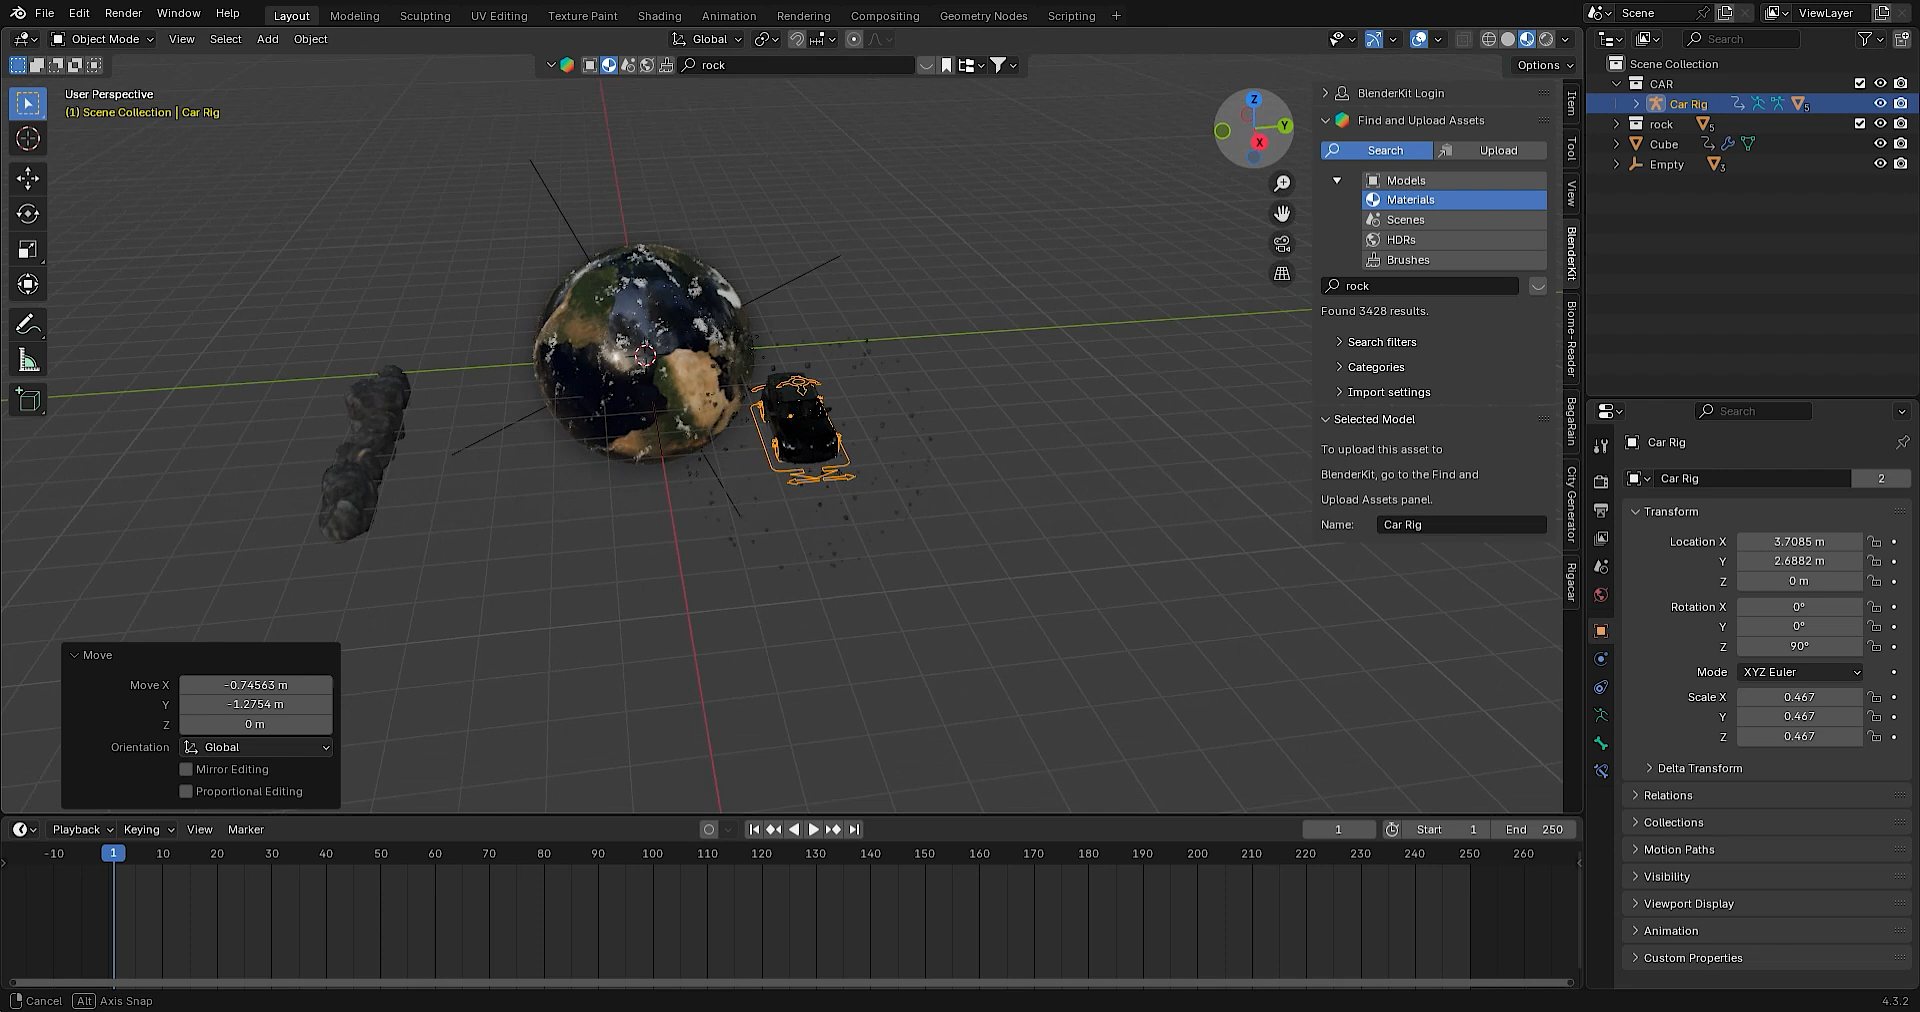 File Edit Render Window Help Layout Modeling Sculpting UV Editing Texture Paint Shading Animation Rendering Compositing Geometry Nodes Scripting + Scene ViewLayer
Object Mode View Select Add Object Global Search
rock Options
User Perspective
(1) Scene Collection | Car Rig
Z
Y
X
BlenderKit Login
Find and Upload Assets
Search Upload
Models
Materials
Scenes
HDRs
Brushes
rock
Found 3428 results.
Search filters
Categories
Import settings
Selected Model
To upload this asset to
BlenderKit, go to the Find and
Upload Assets panel.
Name: Car Rig
Item
Tool
View
BlenderKit
Biome-Reader
BagaRain
City Generator
Rigacar
Scene Collection
CAR
Car Rig 5
rock 5
Cube
Empty 3
Search
Car Rig
Car Rig 2
Transform
Location X 3.7085 m
Y 2.6882 m
Z 0 m
Rotation X 0°
Y 0°
Z 90°
Mode XYZ Euler
Scale X 0.467
Y 0.467
Z 0.467
Delta Transform
Relations
Collections
Motion Paths
Visibility
Viewport Display
Animation
Custom Properties
Move
Move X -0.74563 m
Y -1.2754 m
Z 0 m
Orientation Global
Mirror Editing
Proportional Editing
Playback Keying View Marker 1 Start 1 End 250
-10 1 10 20 30 40 50 60 70 80 90 100 110 120 130 140 150 160 170 180 190 200 210 220 230 240 250 260
Cancel Alt Axis Snap 4.3.2